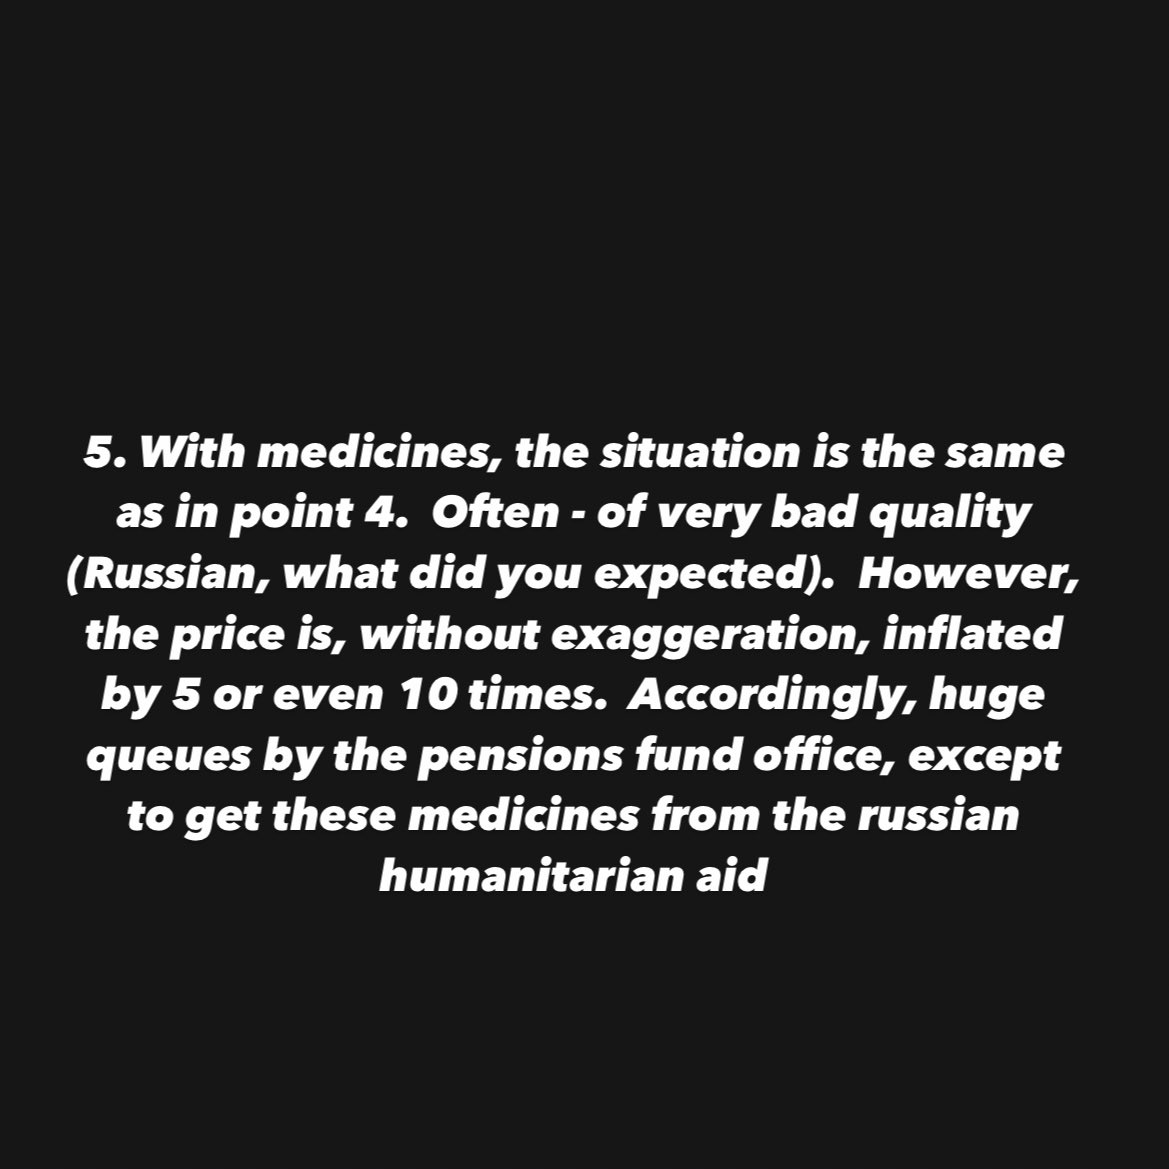 5. With medicines, the situation is the same
as in point 4.  Often - of very bad quality
(Russian, what did you expected).  However,
the price is, without exaggeration, inflated
by 5 or even 10 times.  Accordingly, huge
queues by the pensions fund office, except
to get these medicines from the russian
humanitarian aid